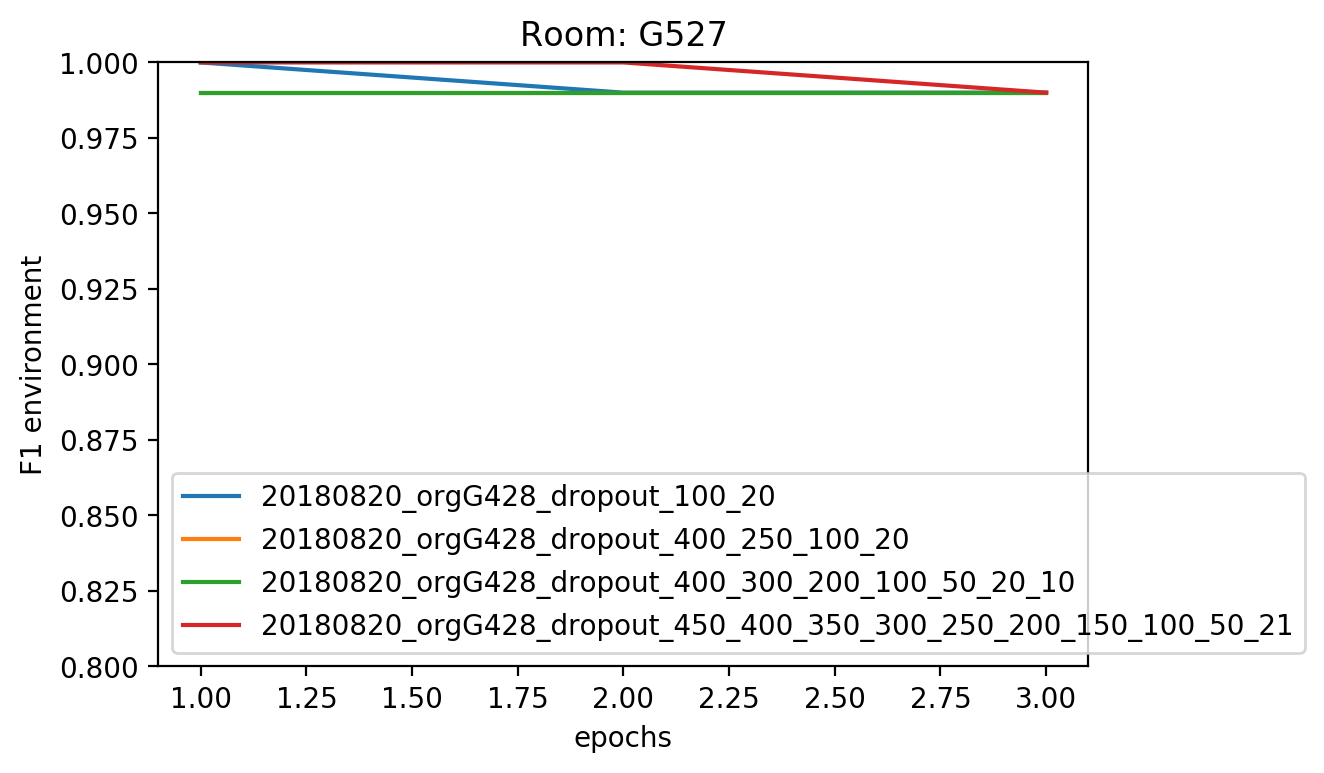 Room: G527
1.000
0.975
0.950
0.925
0.900
0.875
0.850
0.825
0.800
F1 environment
20180820_orgG428_dropout_100_20
20180820_orgG428_dropout_400_250_100_20
20180820_orgG428_dropout_400_300_200_100_50_20_10
20180820_orgG428_dropout_450_400_350_300_250_200_150_100_50_21
1.00 1.25 1.50 1.75 2.00 2.25 2.50 2.75 3.00
epochs